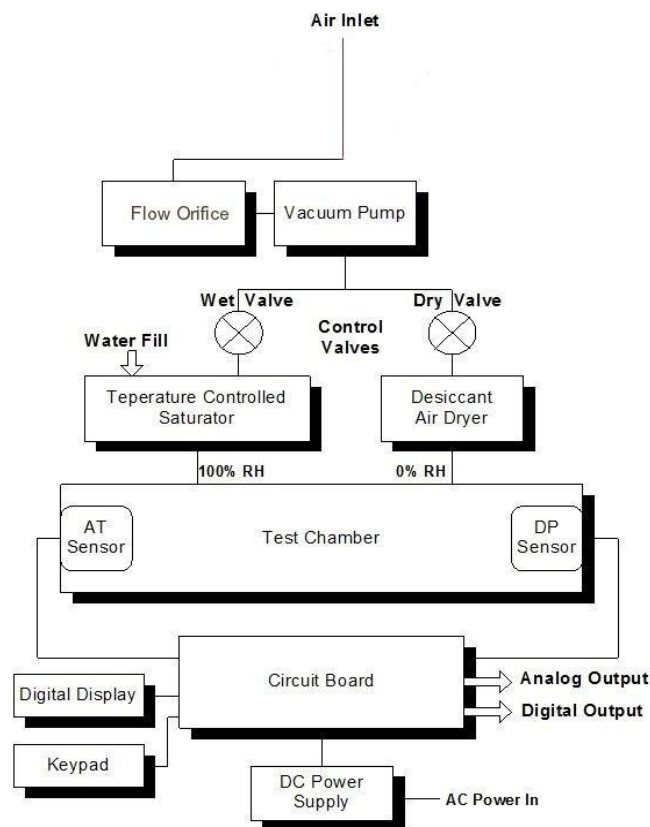 Air Inlet
Flow Orifice
Vacuum Pump
Wet Valve
Dry Valve
Control
Valves
Water Fill
Teperature Controlled
Saturator
Desiccant
Air Dryer
100% RH
0% RH
AT
Sensor
Test Chamber
DP
Sensor
Circuit Board
Analog Output
Digital Display
Digital Output
Keypad
DC Power
Supply
AC Power In